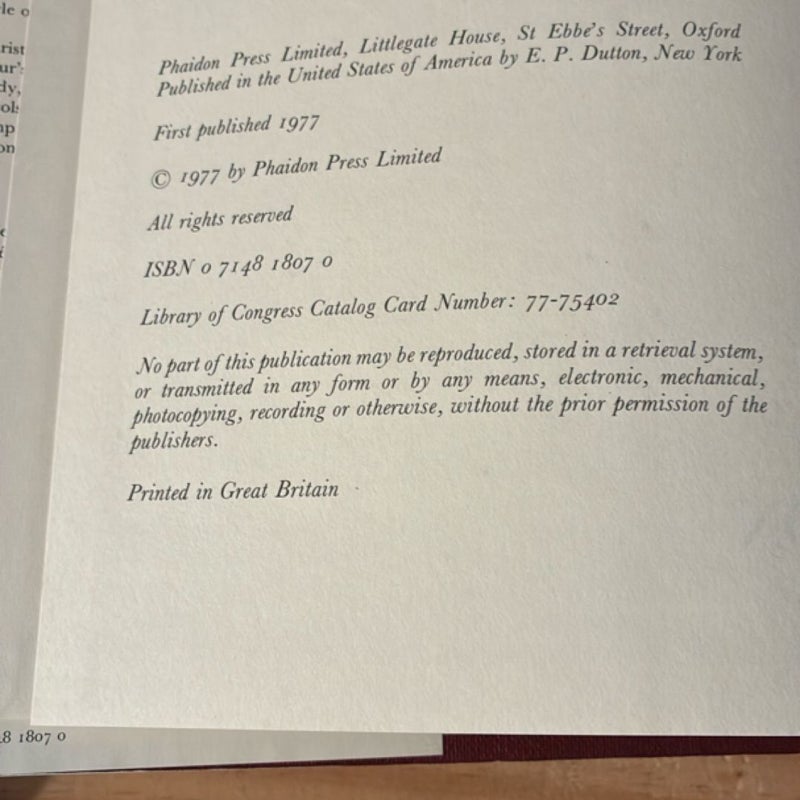 Phaidon Press Limited, Littlegate House, St Ebbe's Street, Oxford
Published in the United States of America by E. P. Dutton, New York
First published 1977
© 1977 by Phaidon Press Limited
All rights reserved
ISBN 0 7148 1807 0
Library of Congress Catalog Card Number: 77-75402
No part of this publication may be reproduced, stored in a retrieval system,
or transmitted in any form or by any means, electronic, mechanical,
photocopying, recording or otherwise, without the prior permission of the
publishers.
Printed in Great Britain
8 1807 0